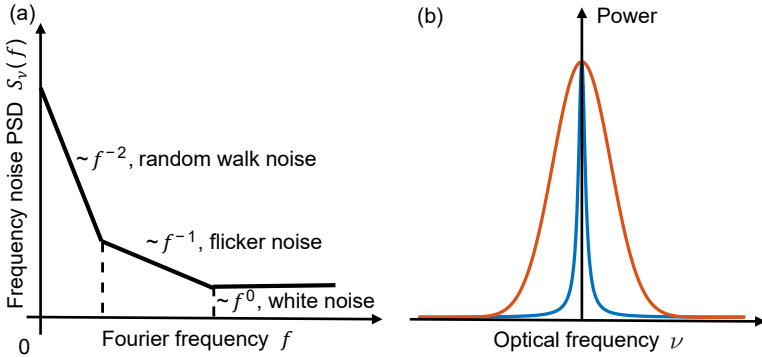 (a)
Frequency noise PSD S_ν(f)
~ f⁻², random walk noise
~ f⁻¹, flicker noise
~ f⁰, white noise
0
Fourier frequency f
(b)
Power
Optical frequency ν